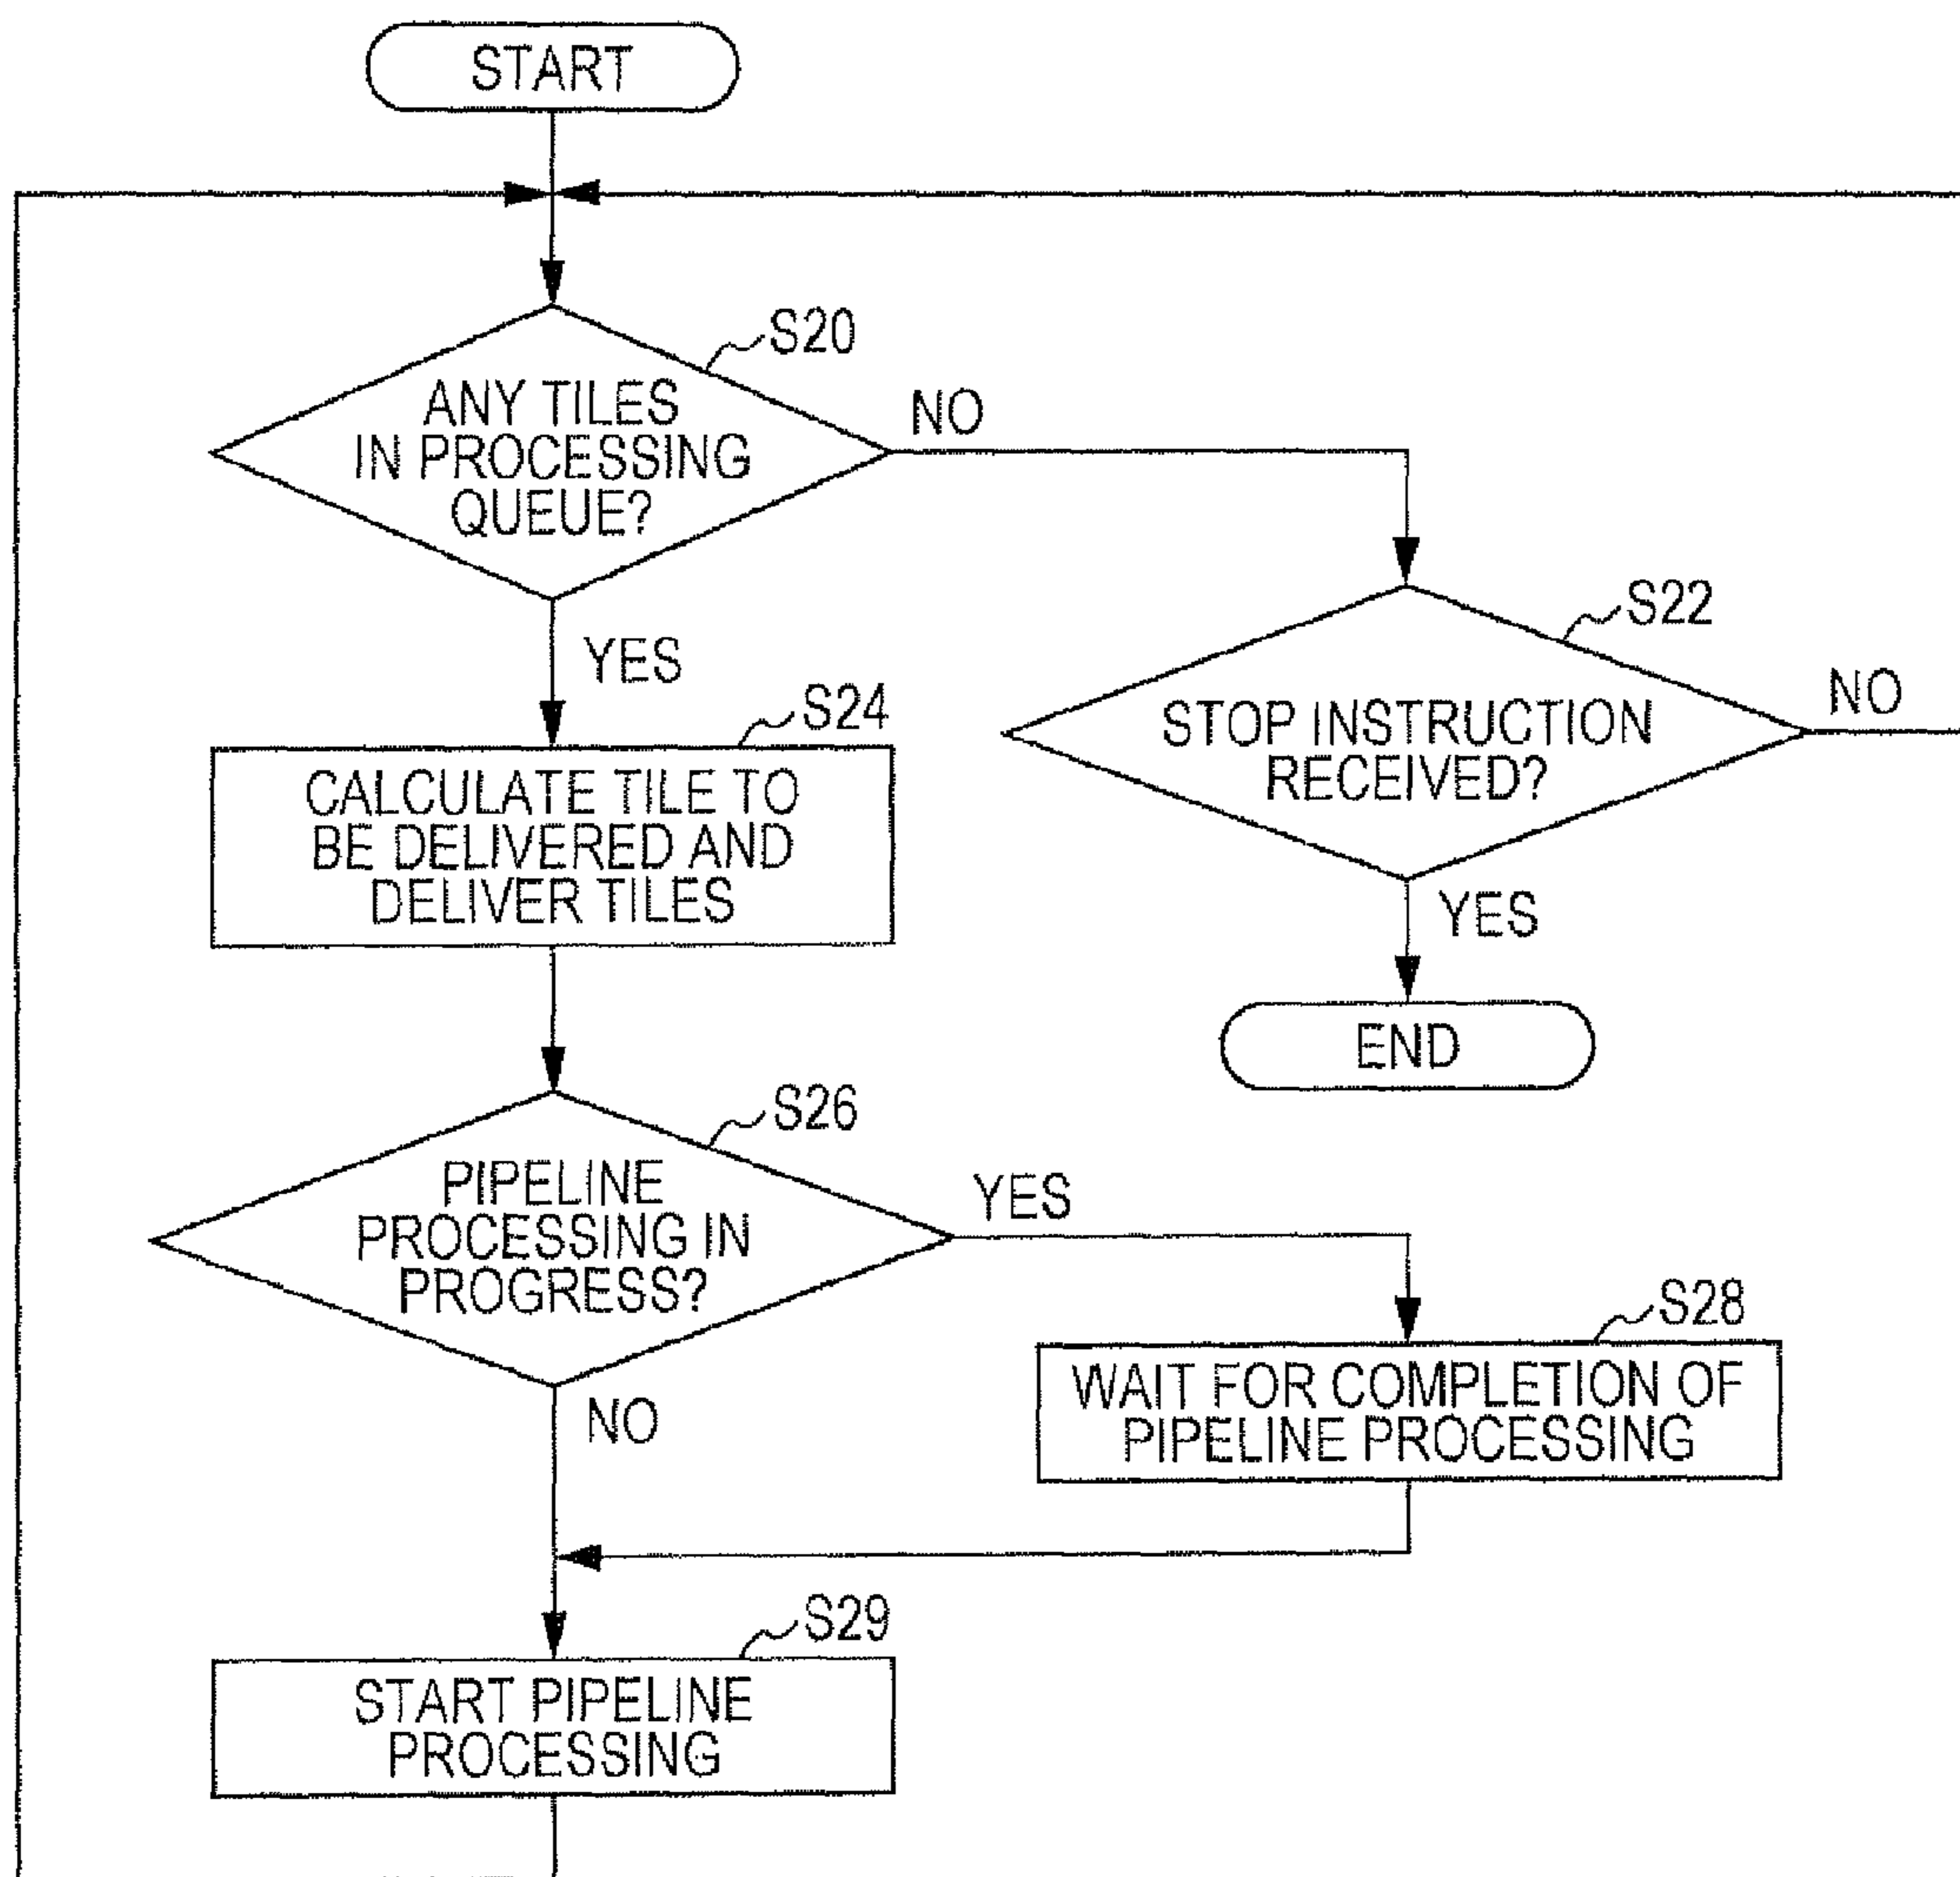 START
S20
ANY TILES
IN PROCESSING
QUEUE?
NO
YES
S22
STOP INSTRUCTION
RECEIVED?
NO
YES
END
S24
CALCULATE TILE TO
BE DELIVERED AND
DELIVER TILES
S26
PIPELINE
PROCESSING IN
PROGRESS?
YES
NO
S28
WAIT FOR COMPLETION OF
PIPELINE PROCESSING
S29
START PIPELINE
PROCESSING